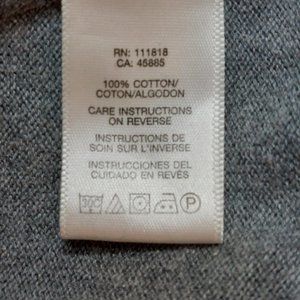 RN: 111818
CA: 45885
100% COTTON/
COTON/ALGODON
CARE INSTRUCTIONS
ON REVERSE
INSTRUCTIONS DE
SOIN SUR L'INVERSE
INSTRUCCIONES DEL
CUIDADO EN REVÉS
P